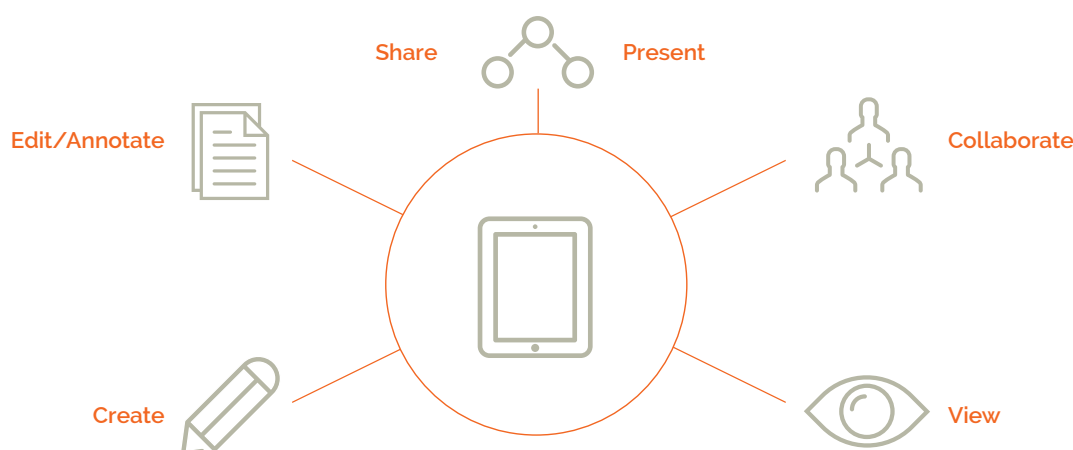 Share
Present
Edit/Annotate
Collaborate
Create
View